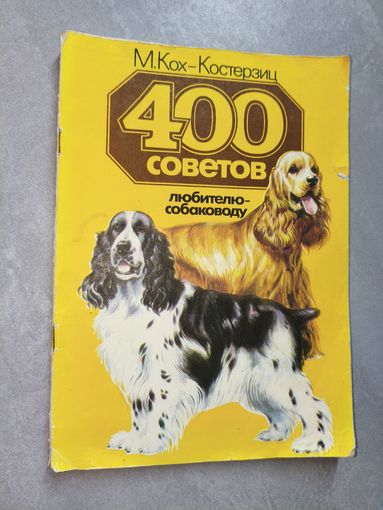 М.Кох-Костерзиц
400
советов
любителю-
собаководу